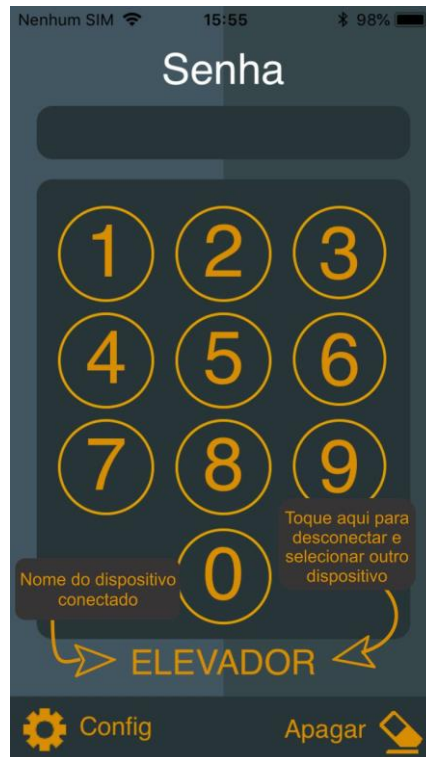 Nenhum SIM 15:55 98%
Senha
1 2 3
4 5 6
7 8 9
0
Toque aqui para
desconectar e
selecionar outro
dispositivo
Nome do dispositivo
conectado
ELEVADOR
Config Apagar